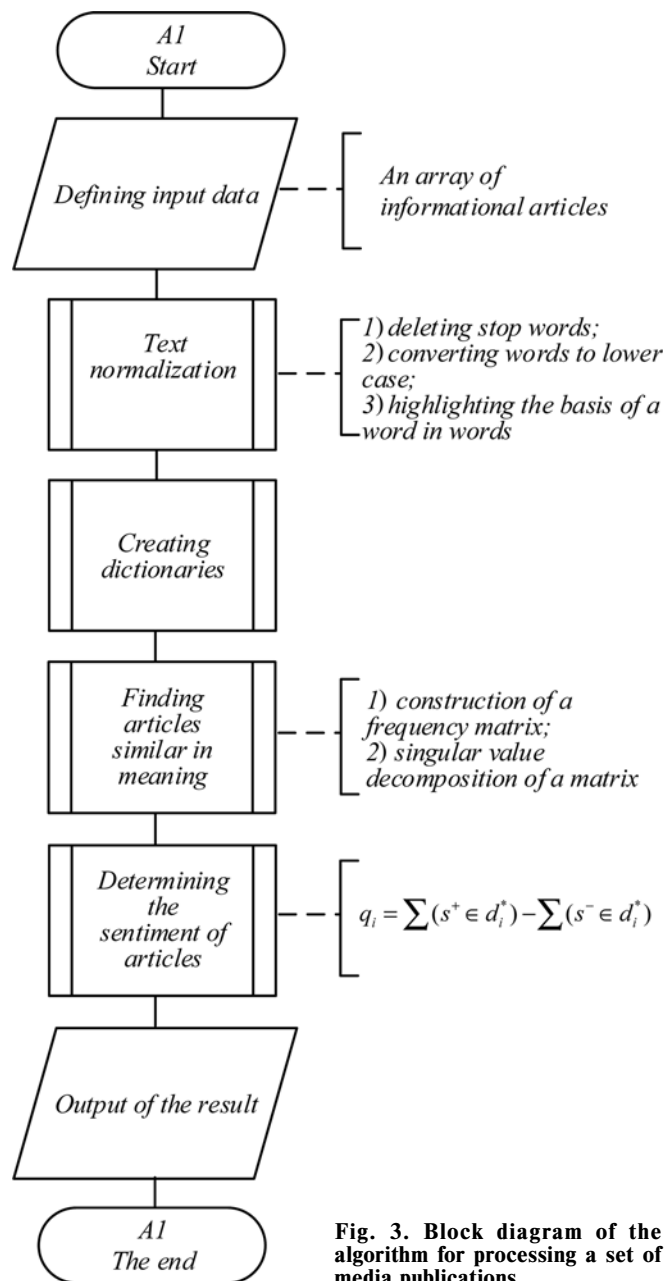 A1
Start
Defining input data
An array of
informational articles
Text
normalization
1) deleting stop words;
2) converting words to lower
case;
3) highlighting the basis of a
word in words
Creating
dictionaries
Finding
articles
similar in
meaning
1) construction of a
frequency matrix;
2) singular value
decomposition of a matrix
Determining
the
sentiment of
articles
q_i = ∑(s⁺ ∈ d_i^*) − ∑(s⁻ ∈ d_i^*)
Output of the result
A1
The end
Fig. 3. Block diagram of the
algorithm for processing a set of
media publications